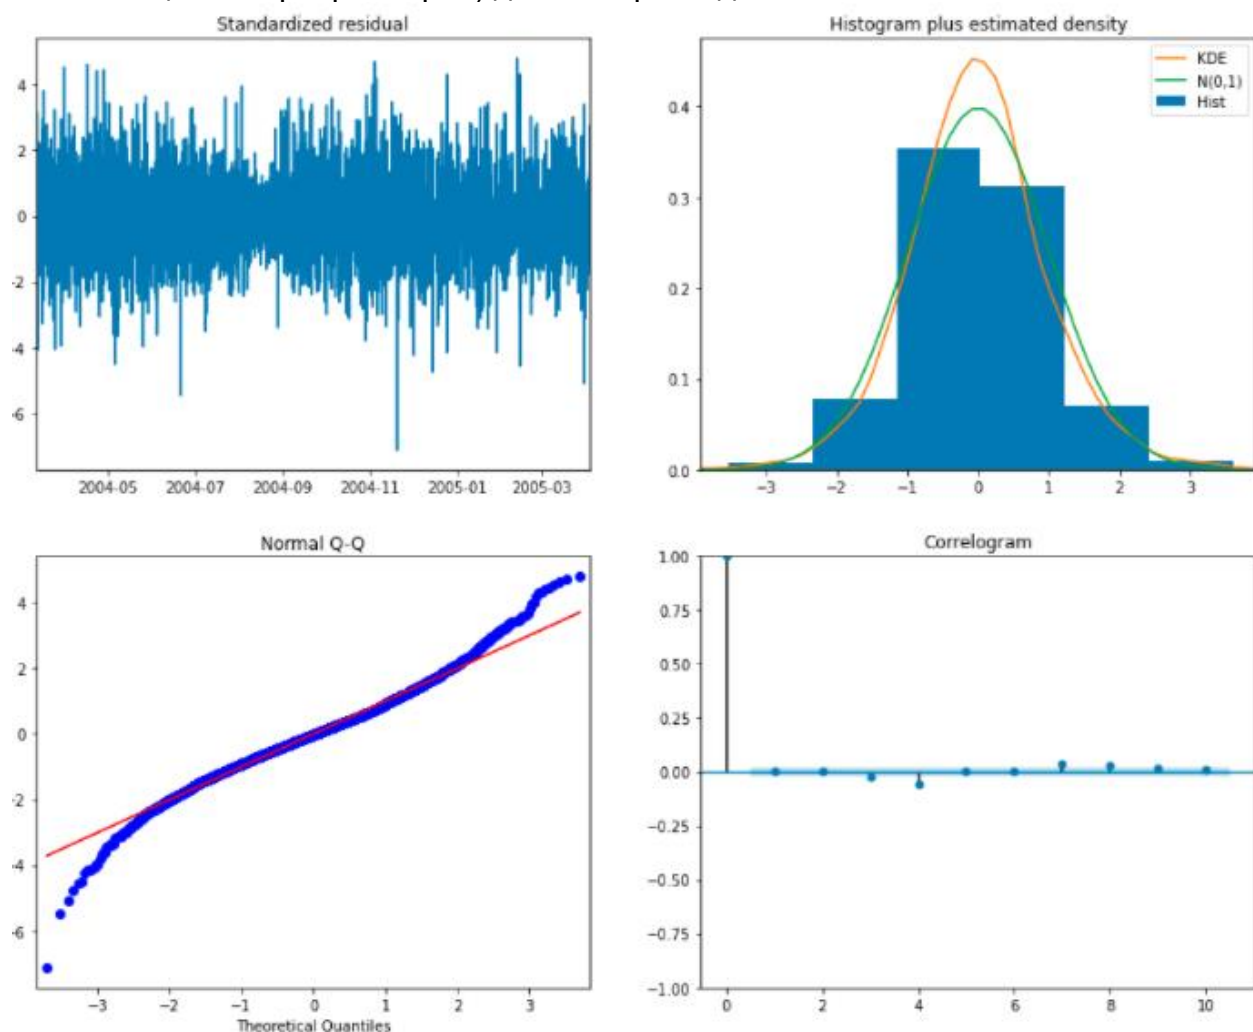 Standardized residual
4
2
0
-2
-4
-6
2004-05 2004-07 2004-09 2004-11 2005-01 2005-03
Histogram plus estimated density
KDE
N(0,1)
Hist
0.4
0.3
0.2
0.1
0.0
−3 −2 −1 0 1 2 3
Normal Q-Q
4
2
0
-2
-4
-6
−3 −2 −1 0 1 2 3
Theoretical Quantiles
Correlogram
1.00
0.75
0.50
0.25
0.00
−0.25
−0.50
−0.75
−1.00
0 2 4 6 8 10